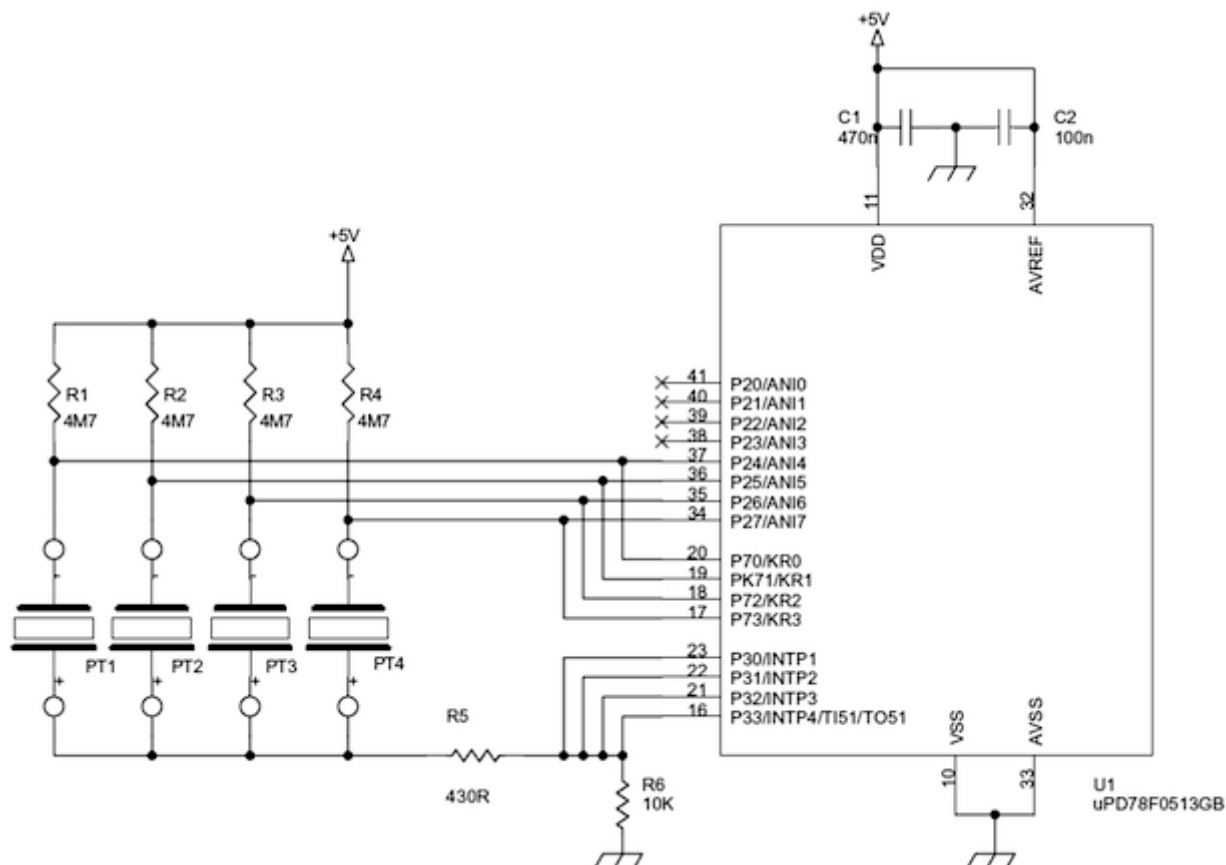 +5V
C1
470n
C2
100n
11
32
VDD
AVREF
+5V
R1
4M7
R2
4M7
R3
4M7
R4
4M7
41 P20/ANI0
40 P21/ANI1
39 P22/ANI2
38 P23/ANI3
37 P24/ANI4
36 P25/ANI5
35 P26/ANI6
34 P27/ANI7
20 P70/KR0
19 PK71/KR1
18 P72/KR2
17 P73/KR3
23 P30/INTP1
22 P31/INTP2
21 P32/INTP3
16 P33/INTP4/TI51/TO51
- - - -
PT1
PT2
PT3
PT4
+ + + +
R5
430R
R6
10K
VSS
AVSS
10
33
U1
uPD78F0513GB